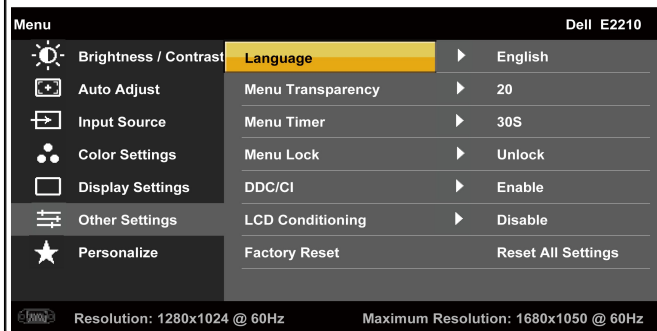 Menu Dell E2210
Brightness / Contrast Language English
Auto Adjust Menu Transparency 20
Input Source Menu Timer 30S
Color Settings Menu Lock Unlock
Display Settings DDC/CI Enable
Other Settings LCD Conditioning Disable
Personalize Factory Reset Reset All Settings
Resolution: 1280x1024 @ 60Hz Maximum Resolution: 1680x1050 @ 60Hz